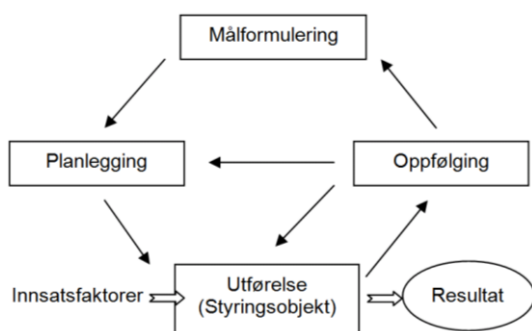 Målformulering
Planlegging
Oppfølging
Innsatsfaktorer
Utførelse
(Styringsobjekt)
Resultat